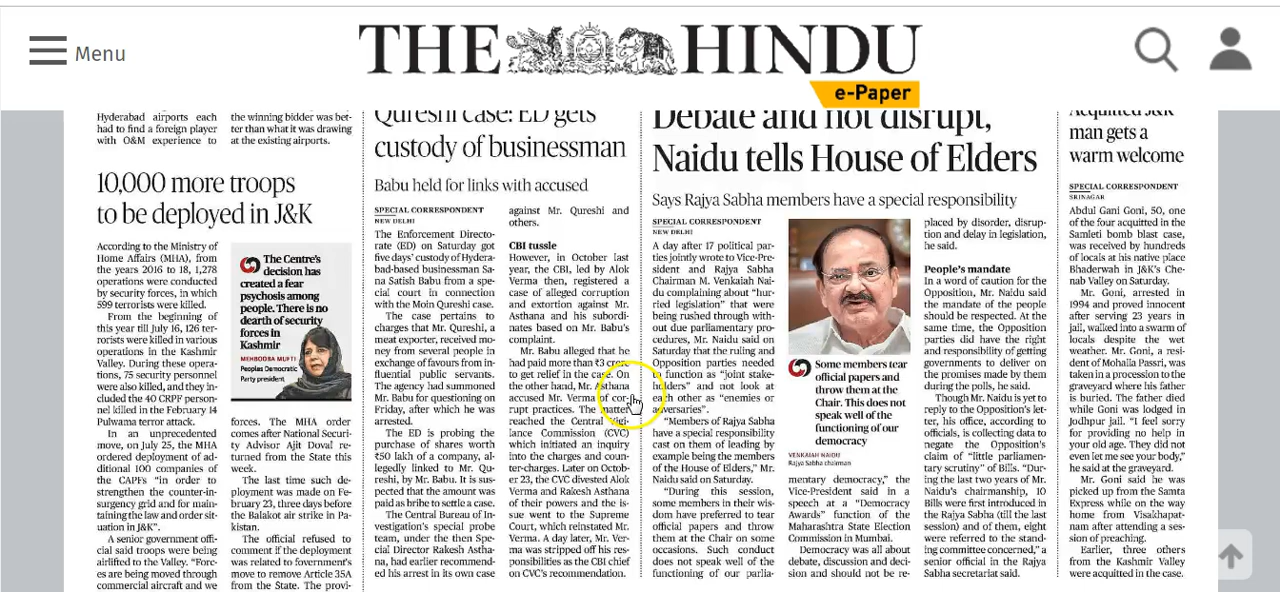 Menu
THE HINDU
e-Paper
Hyderabad airports each
had to find a foreign player
with O&M experience to
the winning bidder was bet-
ter than what it was drawing
at the existing airports.
10,000 more troops
to be deployed in J&K
According to the Ministry of
Home Affairs (MHA), from
the years 2016 to 18, 1,278
operations were conducted
by security forces, in which
599 terrorists were killed.
From the beginning of
this year till July 16, 126 ter-
rorists were killed in various
operations in the Kashmir
Valley. During these opera-
tions, 75 security personnel
were also killed, and they in-
cluded the 40 CRPF person-
nel killed in the February 14
Pulwama terror attack.
In an unprecedented
move, on July 25, the MHA
ordered deployment of ad-
ditional 100 companies of
the CAPFs "in order to
strengthen the counter-in-
surgency grid and for main-
taining the law and order sit-
uation in J&K".
A senior government offi-
cial said troops were being
airlifted to the Valley. "Forc-
es are being moved through
commercial aircraft and we
The Centre's
decision has
created a fear
psychosis among
people. There is no
dearth of security
forces in
Kashmir
MEHBOOBA MUFTI
Peoples Democratic
Party president
forces. The MHA order
comes after National Secur-
ity Advisor Ajit Doval re-
turned from the State this
week.
The last time such dep-
loyment was made on Fe-
bruary 23, three days before
the Balakot air strike in Pa-
kistan.
The official refused to
comment if the deployment
was related to fovernment's
move to remove Article 35A
from the State. The provi-
Qureshi case: ED gets
custody of businessman
Babu held for links with accused
SPECIAL CORRESPONDENT
NEW DELHI
The Enforcement Directo-
rate (ED) on Saturday got
five days' custody of Hydera-
bad-based businessman Sa-
na Satish Babu from a spe-
cial court in connection
with the Moin Qureshi case.
The case pertains to
charges that Mr. Qureshi, a
meat exporter, received mo-
ney from several people in
exchange of favours from in-
fluential public servants.
The agency had summoned
Mr. Babu for questioning on
Friday, after which he was
arrested.
The ED is probing the
purchase of shares worth
₹50 lakh of a company, al-
legedly linked to Mr. Qu-
reshi, by Mr. Babu. It is sus-
pected that the amount was
paid as bribe to settle a case.
The Central Bureau of In-
vestigation's special probe
team, under the then Spe-
cial Director Rakesh Astha-
na, had earlier recommend-
ed his arrest in its own case
against Mr. Qureshi and
others.
CBI tussle
However, in October last
year, the CBI, led by Alok
Verma then, registered a
case of alleged corruption
and extortion against Mr.
Asthana and his subordi-
nates based on Mr. Babu's
complaint.
Mr. Babu alleged that he
had paid more than ₹3 crore
to get relief in the case. On
the other hand, Mr. Asthana
accused Mr. Verma of cor-
rupt practices. The matter
reached the Central Vigi-
lance Commission (CVC)
which initiated an inquiry
into the charges and coun-
ter-charges. Later on Octob-
er 23, the CVC divested Alok
Verma and Rakesh Asthana
of their powers and the is-
sue went to the Supreme
Court, which reinstated Mr.
Verma. A day later, Mr. Ver-
ma was stripped off his res-
ponsibilities as the CBI chief
on CVC's recommendation.
Debate and not disrupt,
Naidu tells House of Elders
Says Rajya Sabha members have a special responsibility
SPECIAL CORRESPONDENT
NEW DELHI
A day after 17 political par-
ties jointly wrote to Vice-Pre-
sident and Rajya Sabha
Chairman M. Venkaiah Nai-
du complaining about "hur-
ried legislation" that were
being rushed through with-
out due parliamentary pro-
cedures, Mr. Naidu said on
Saturday that the ruling and
Opposition parties needed
to function as "joint stake-
holders" and not look at
each other as "enemies or
adversaries".
"Members of Rajya Sabha
have a special responsibility
cast on them of leading by
example being the members
of the House of Elders," Mr.
Naidu said on Saturday.
"During this session,
some members in their wis-
dom have preferred to tear
official papers and throw
them at the Chair on some
occasions. Such conduct
does not speak well of the
functioning of our parlia-
Some members tear
official papers and
throw them at the
Chair. This does not
speak well of the
functioning of our
democracy
VENKAIAH NAIDU
Rajya Sabha chairman
mentary democracy," the
Vice-President said in a
speech at a "Democracy
Awards" function of the
Maharashtra State Election
Commission in Mumbai.
Democracy was all about
debate, discussion and deci-
sion and should not be re-
placed by disorder, disrup-
tion and delay in legislation,
he said.
People's mandate
In a word of caution for the
Opposition, Mr. Naidu said
the mandate of the people
should be respected. At the
same time, the Opposition
parties did have the right
and responsibility of getting
governments to deliver on
the promises made by them
during the polls, he said.
Though Mr. Naidu is yet to
reply to the Opposition's let-
ter, his office, according to
officials, is collecting data to
negate the Opposition's
claim of "little parliamen-
tary scrutiny" of Bills. "Dur-
ing the last two years of Mr.
Naidu's chairmanship, 10
Bills were first introduced in
the Rajya Sabha (till the last
session) and of them, eight
were referred to the stand-
ing committee concerned," a
senior official in the Rajya
Sabha secretariat said.
Acquitted J&K
man gets a
warm welcome
SPECIAL CORRESPONDENT
SRINAGAR
Abdul Gani Goni, 50, one
of the four acquitted in the
Samleti bomb blast case,
was received by hundreds
of locals at his native place
Bhaderwah in J&K's Che-
nab Valley on Saturday.
Mr. Goni, arrested in
1994 and proved innocent
after serving 23 years in
jail, walked into a swarm of
locals despite the wet
weather. Mr. Goni, a resi-
dent of Mohalla Pasri, was
taken in a procession to the
graveyard where his father
is buried. The father died
while Goni was lodged in
Jodhpur jail. "I feel sorry
for providing no help in
your old age. They did not
even let me see your body,"
he said at the graveyard.
Mr. Goni said he was
picked up from the Samta
Express while on the way
home from Visakhapat-
nam after attending a ses-
sion of preaching.
Earlier, three others
from the Kashmir Valley
were acquitted in the case.